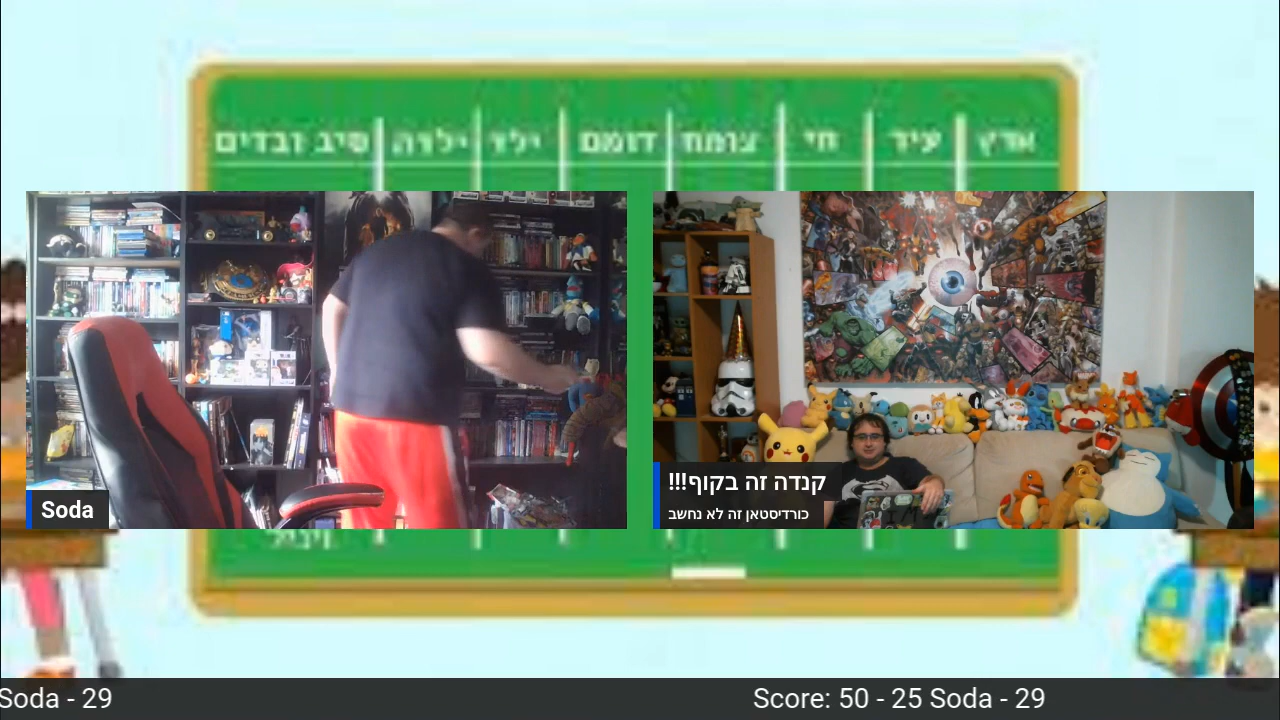 ארץ עיר חי צומח דומם ילד ילדה סיב ובדים
Soda
קנדה זה בקוף!!!
כורדיסטאן זה לא נחשב
Soda - 29
Score: 50 - 25 Soda - 29